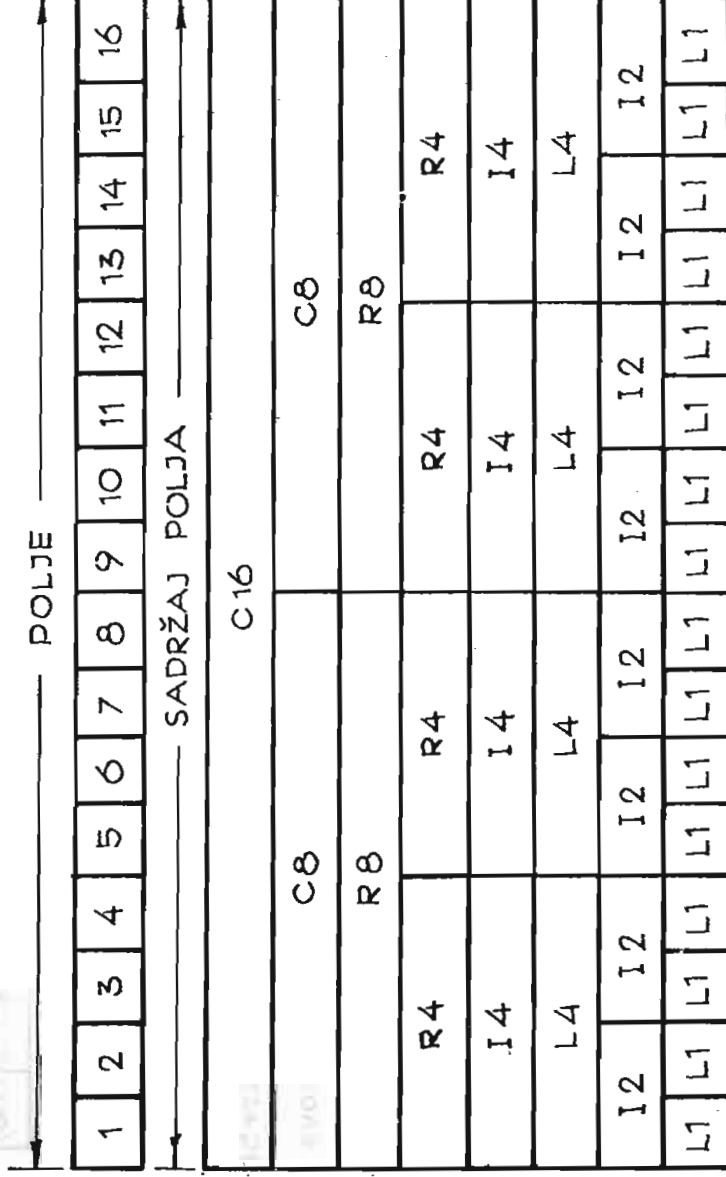 POLJE
1 2 3 4 5 6 7 8 9 10 11 12 13 14 15 16
SADRŽAJ POLJA
C16
C8 C8
R8 R8
R4 R4 R4 R4
I4 I4 I4 I4
L4 L4 L4 L4
I2 I2 I2 I2 I2 I2 I2 I2
L1 L1 L1 L1 L1 L1 L1 L1 L1 L1 L1 L1 L1 L1 L1 L1